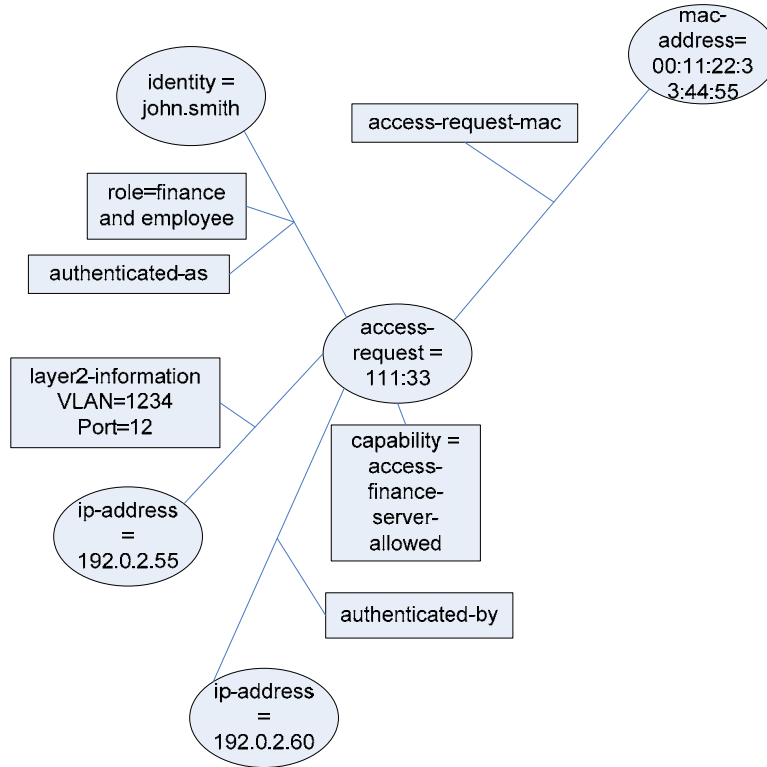 mac-
address=
00:11:22:3
3:44:55
identity =
john.smith
access-request-mac
role=finance
and employee
authenticated-as
access-
request =
111:33
layer2-information
VLAN=1234
Port=12
capability =
access-
finance-
server-
allowed
ip-address
=
192.0.2.55
authenticated-by
ip-address
=
192.0.2.60